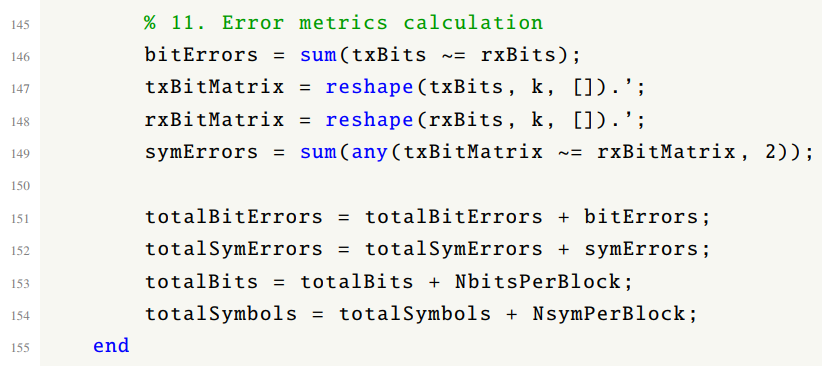 145 % 11. Error metrics calculation
146 bitErrors = sum(txBits ~= rxBits);
147 txBitMatrix = reshape(txBits, k, []).’;
148 rxBitMatrix = reshape(rxBits, k, []).’;
149 symErrors = sum(any(txBitMatrix ~= rxBitMatrix, 2));
150
151 totalBitErrors = totalBitErrors + bitErrors;
152 totalSymErrors = totalSymErrors + symErrors;
153 totalBits = totalBits + NbitsPerBlock;
154 totalSymbols = totalSymbols + NsymPerBlock;
155 end